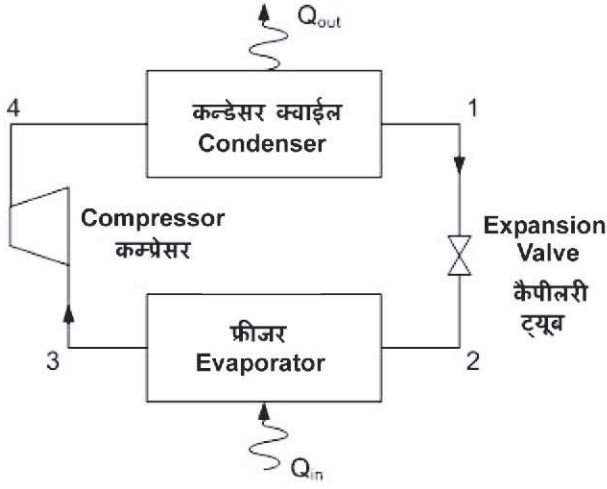 Qout
4
1
कन्डेसर क्वाईल
Condenser
Compressor
कम्प्रेसर
Expansion
Valve
कैपीलरी
ट्यूब
3
2
फ्रीजर
Evaporator
Qin